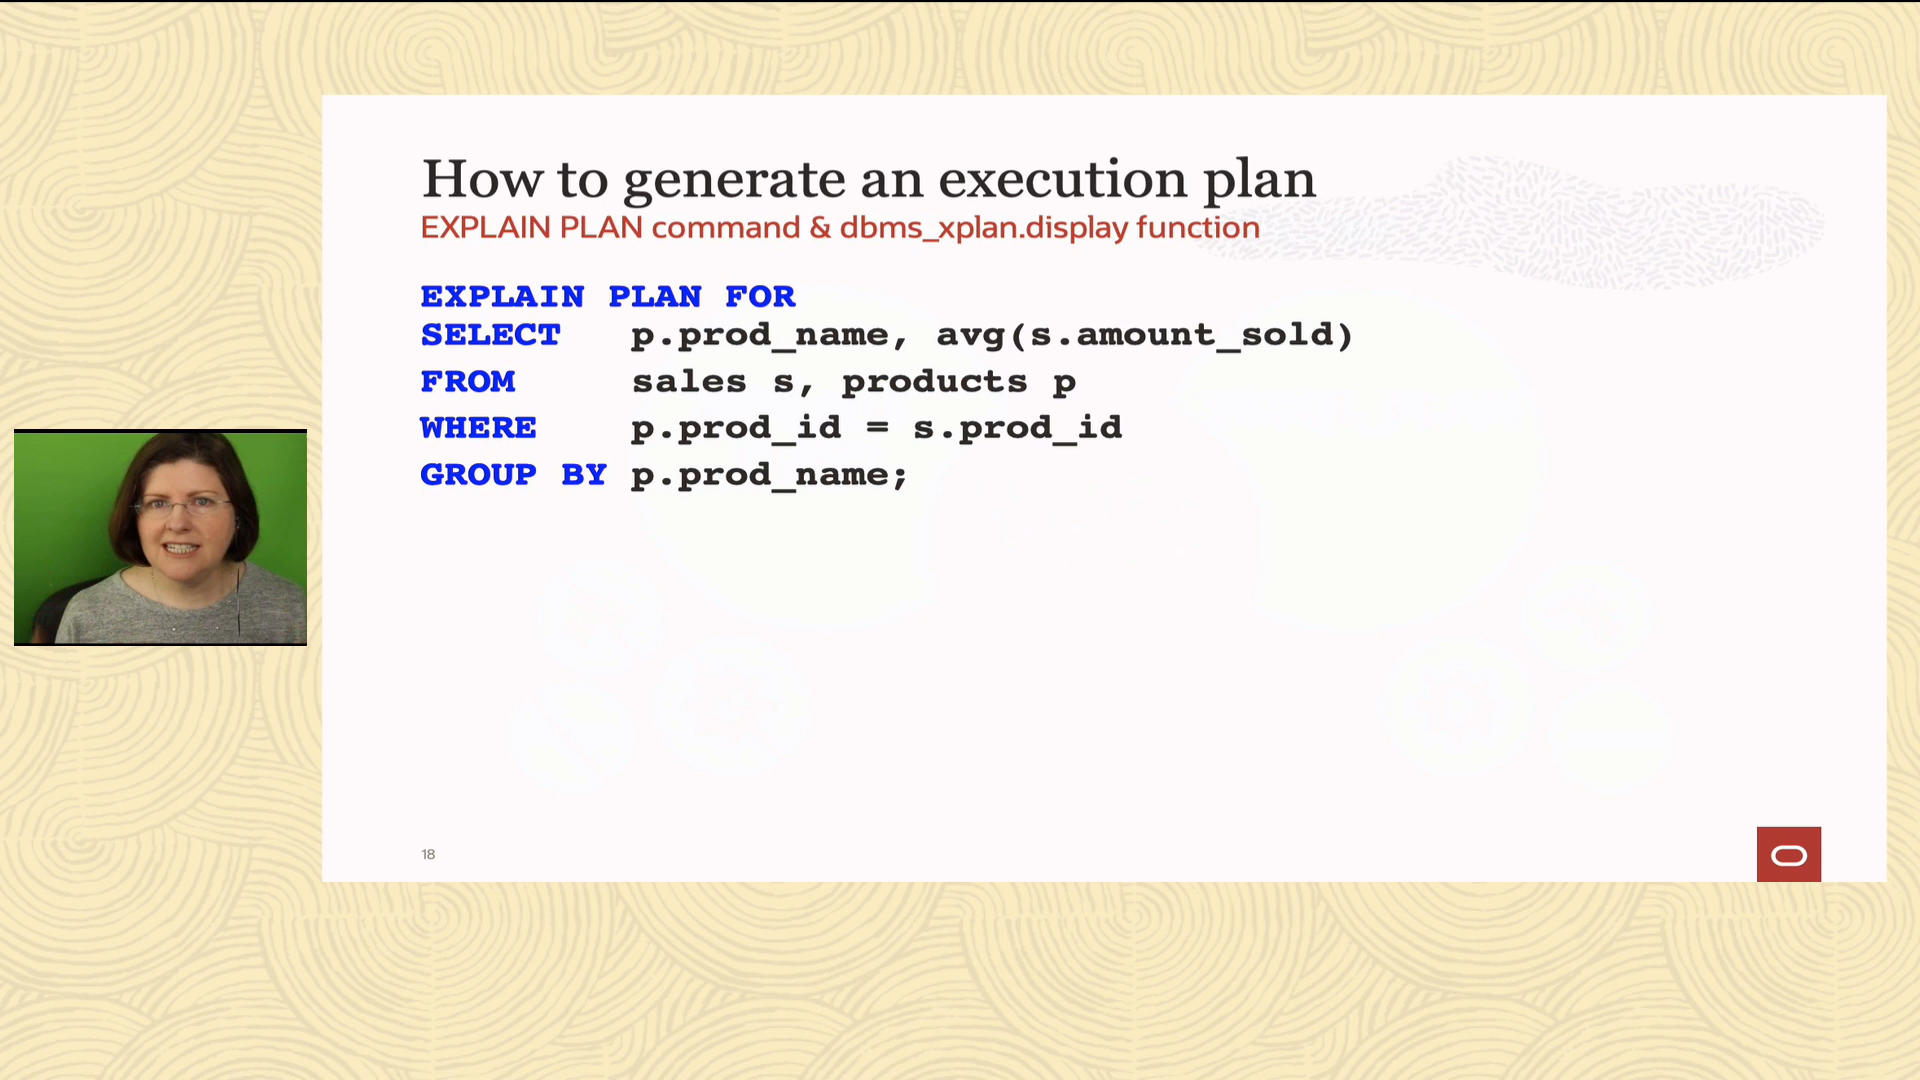 How to generate an execution plan
EXPLAIN PLAN command & dbms_xplan.display function
EXPLAIN PLAN FOR
SELECT   p.prod_name, avg(s.amount_sold)
FROM     sales s, products p
WHERE    p.prod_id = s.prod_id
GROUP BY p.prod_name;
18